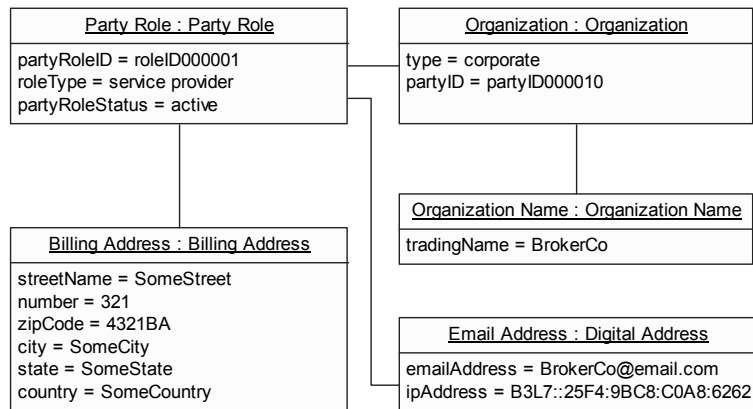 Party Role : Party Role
partyRoleID = roleID000001
roleType = service provider
partyRoleStatus = active
Organization : Organization
type = corporate
partyID = partyID000010
Organization Name : Organization Name
tradingName = BrokerCo
Billing Address : Billing Address
streetName = SomeStreet
number = 321
zipCode = 4321BA
city = SomeCity
state = SomeState
country = SomeCountry
Email Address : Digital Address
emailAddress = BrokerCo@email.com
ipAddress = B3L7::25F4:9BC8:C0A8:6262